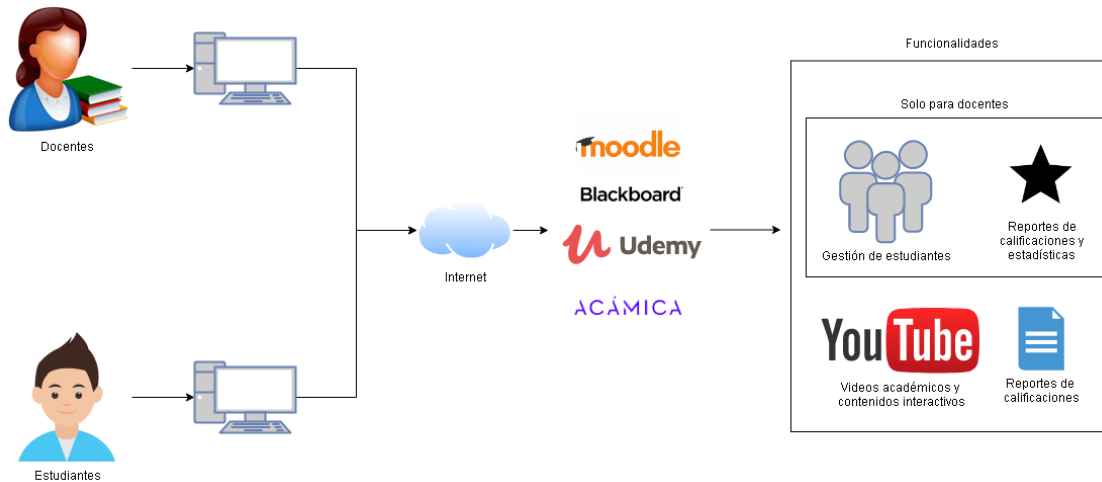 Docentes
Estudiantes
Internet
moodle
Blackboard
Udemy
ACÁMICA
Funcionalidades
Solo para docentes
Gestión de estudiantes
Reportes de
calificaciones y
estadísticas
YouTube
Videos académicos y
contenidos interactivos
Reportes de
calificaciones